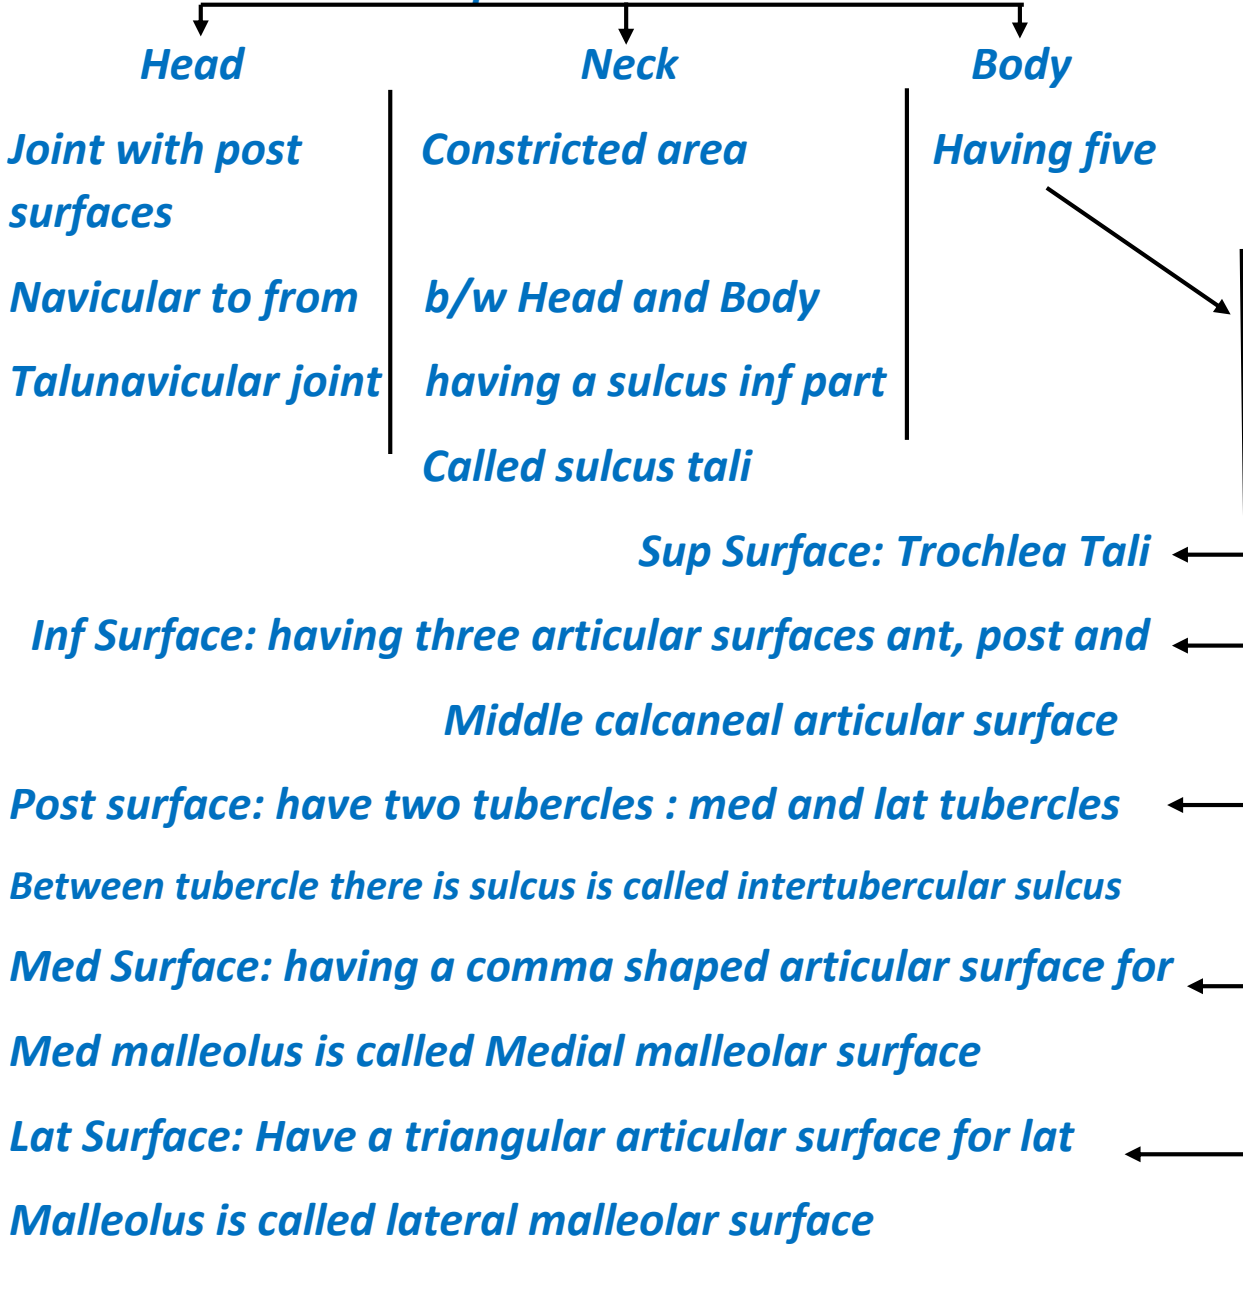 Head Neck Body
Joint with post Constricted area Having five
surfaces
Navicular to from b/w Head and Body
Talunavicular joint having a sulcus inf part
Called sulcus tali
Sup Surface: Trochlea Tali
Inf Surface: having three articular surfaces ant, post and
Middle calcaneal articular surface
Post surface: have two tubercles : med and lat tubercles
Between tubercle there is sulcus is called intertubercular sulcus
Med Surface: having a comma shaped articular surface for
Med malleolus is called Medial malleolar surface
Lat Surface: Have a triangular articular surface for lat
Malleolus is called lateral malleolar surface